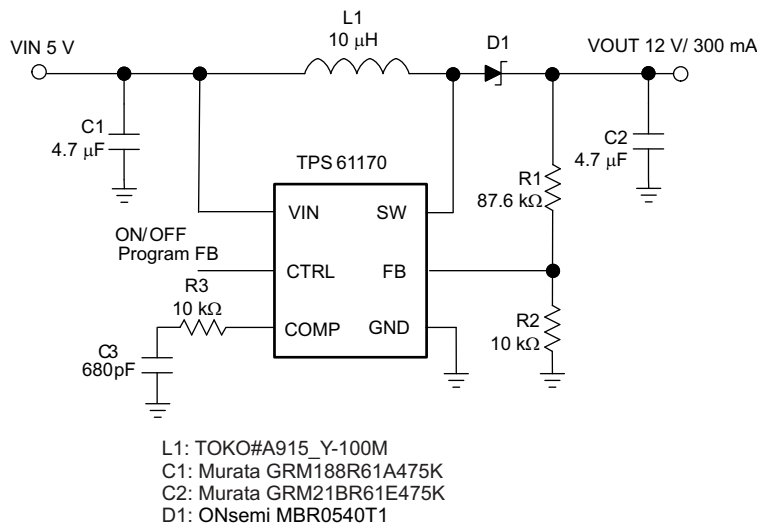 L1
10 μH
D1
VIN 5 V
VOUT 12 V/ 300 mA
C1
4.7 μF
C2
4.7 μF
TPS 61170
R1
87.6 kΩ
VIN
SW
ON/OFF
Program FB
CTRL
FB
R3
10 kΩ
COMP
GND
R2
10 kΩ
C3
680pF
L1: TOKO#A915_Y-100M
C1: Murata GRM188R61A475K
C2: Murata GRM21BR61E475K
D1: ONsemi MBR0540T1